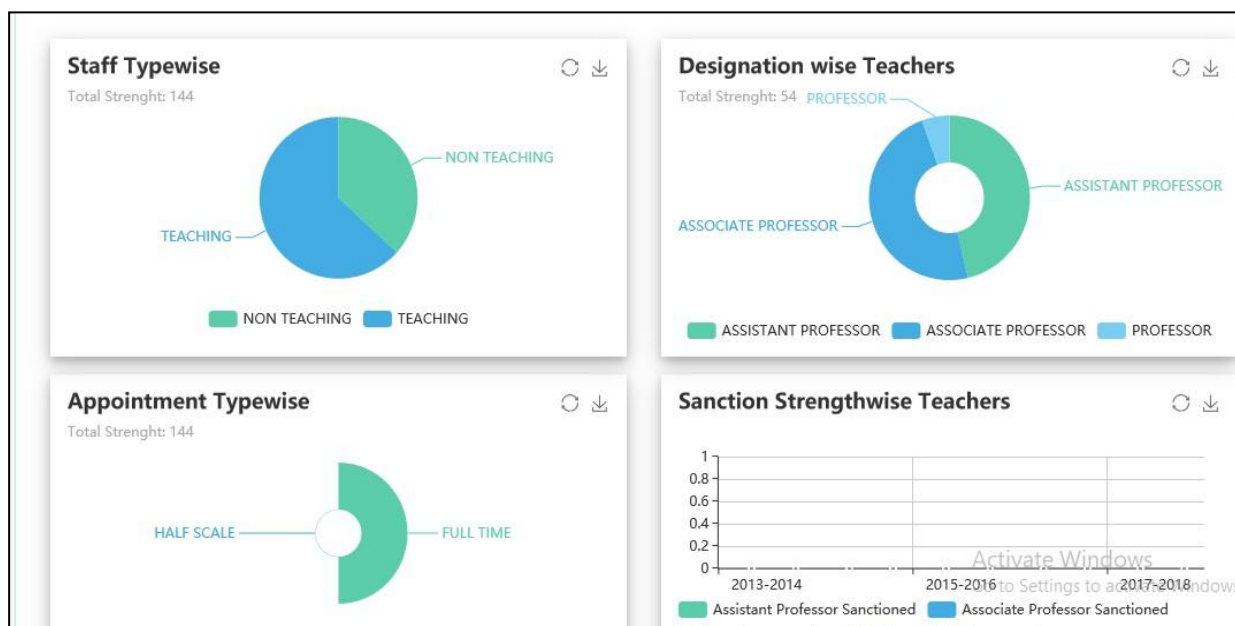 Staff Typewise
Total Strenght: 144
NON TEACHING
TEACHING
NON TEACHING TEACHING
Designation wise Teachers
Total Strenght: 54
PROFESSOR
ASSISTANT PROFESSOR
ASSOCIATE PROFESSOR
ASSISTANT PROFESSOR ASSOCIATE PROFESSOR PROFESSOR
Appointment Typewise
Total Strenght: 144
HALF SCALE
FULL TIME
Sanction Strengthwise Teachers
1
0.8
0.6
0.4
0.2
0
2013-2014 2015-2016 2017-2018
Activate Windows
Go to Settings to activate Windows
Assistant Professor Sanctioned Associate Professor Sanctioned